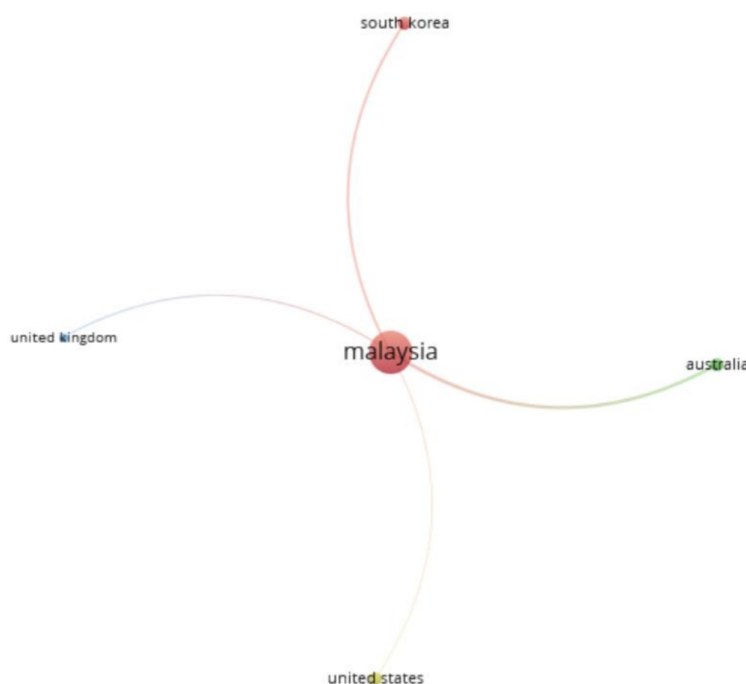 south korea
united kingdom
malaysia
australia
united states